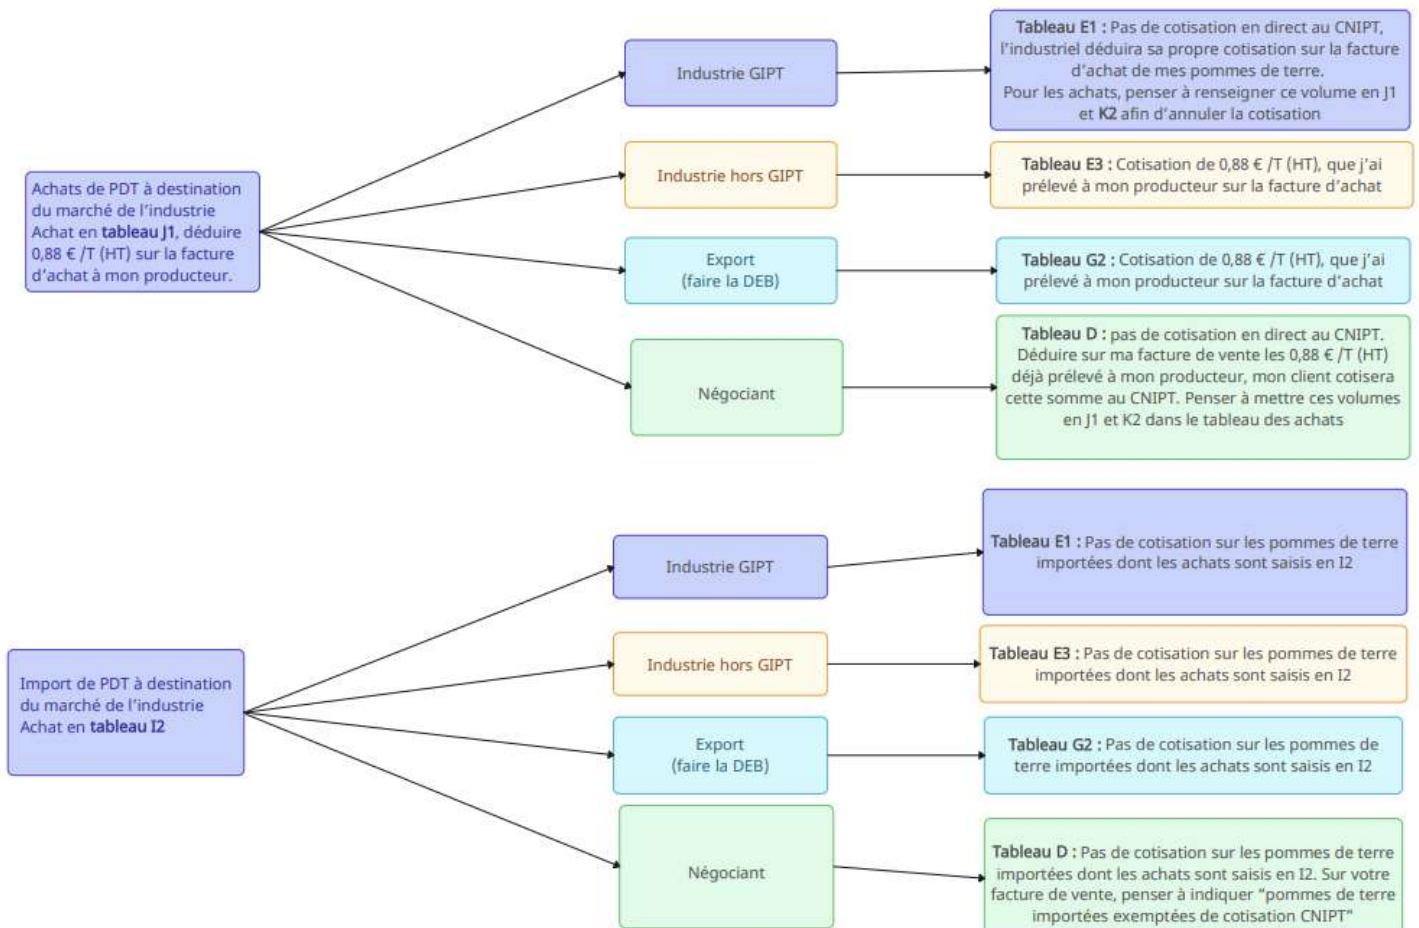 Achats de PDT à destination
du marché de l'industrie
Achat en tableau J1, déduire
0,88 € /T (HT) sur la facture
d'achat à mon producteur.
Industrie GIPT
Tableau E1 : Pas de cotisation en direct au CNIPT,
l'industriel déduira sa propre cotisation sur la facture
d'achat de mes pommes de terre.
Pour les achats, penser à renseigner ce volume en J1
et K2 afin d'annuler la cotisation
Industrie hors GIPT
Tableau E3 : Cotisation de 0,88 € /T (HT), que j'ai
prélevé à mon producteur sur la facture d'achat
Export
(faire la DEB)
Tableau G2 : Cotisation de 0,88 € /T (HT), que j'ai
prélevé à mon producteur sur la facture d'achat
Négociant
Tableau D : pas de cotisation en direct au CNIPT.
Déduire sur ma facture de vente les 0,88 € /T (HT)
déjà prélevé à mon producteur, mon client cotisera
cette somme au CNIPT. Penser à mettre ces volumes
en J1 et K2 dans le tableau des achats
Import de PDT à destination
du marché de l'industrie
Achat en tableau I2
Industrie GIPT
Tableau E1 : Pas de cotisation sur les pommes de terre
importées dont les achats sont saisis en I2
Industrie hors GIPT
Tableau E3 : Pas de cotisation sur les pommes de terre
importées dont les achats sont saisis en I2
Export
(faire la DEB)
Tableau G2 : Pas de cotisation sur les pommes de
terre importées dont les achats sont saisis en I2
Négociant
Tableau D : Pas de cotisation sur les pommes de terre
importées dont les achats sont saisis en I2. Sur votre
facture de vente, penser à indiquer "pommes de terre
importées exemptées de cotisation CNIPT"